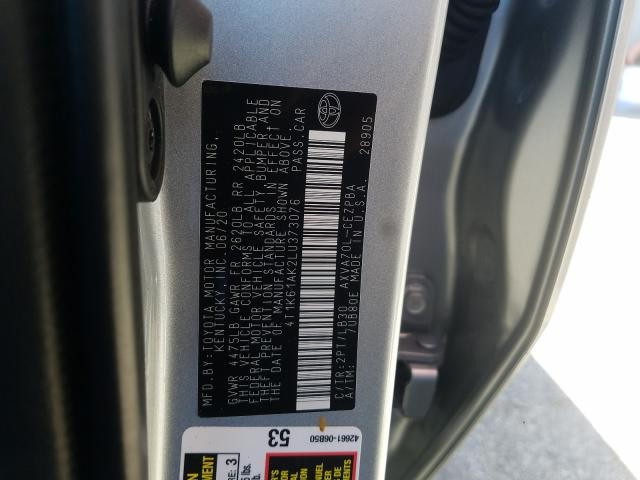 MFD.BY:TOYOTA MOTOR MANUFACTURING,
KENTUCKY,INC. 06/20
GVWR 4475LB GAWR FR 2620LB RR 2420LB
THIS VEHICLE CONFORMS TO ALL APPLICABLE
FEDERAL MOTOR VEHICLE SAFETY, BUMPER AND
THEFT PREVENTION STANDARDS IN EFFECT ON
THE DATE OF MANUFACTURE SHOWN ABOVE.
4T1K61AK2LU373076 PASS.CAR
C/TR:2PT/LB30 AXVA70L-CEZPBA
A/TM: /UB80E MADE IN U.S.A. 28905
53
42661-06B50